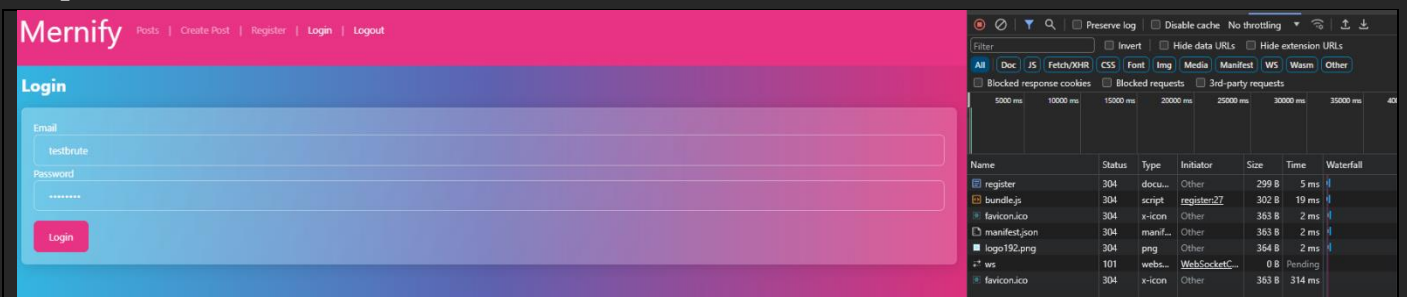 Mernify Posts | Create Post | Register | Login | Logout
Login
Email
testbrute
Password
••••••••
Login
Preserve log Disable cache No throttling
Filter Invert Hide data URLs Hide extension URLs
All Doc JS Fetch/XHR CSS Font Img Media Manifest WS Wasm Other
Blocked response cookies Blocked requests 3rd-party requests
5000 ms 10000 ms 15000 ms 20000 ms 25000 ms 30000 ms 35000 ms 40
Name Status Type Initiator Size Time Waterfall
register 304 docu... Other 299 B 5 ms
bundle.js 304 script register:27 302 B 19 ms
favicon.ico 304 x-icon Other 363 B 2 ms
manifest.json 304 manif... Other 363 B 2 ms
logo192.png 304 png Other 364 B 2 ms
ws 101 webs... WebSocketC... 0 B Pending
favicon.ico 304 x-icon Other 363 B 314 ms